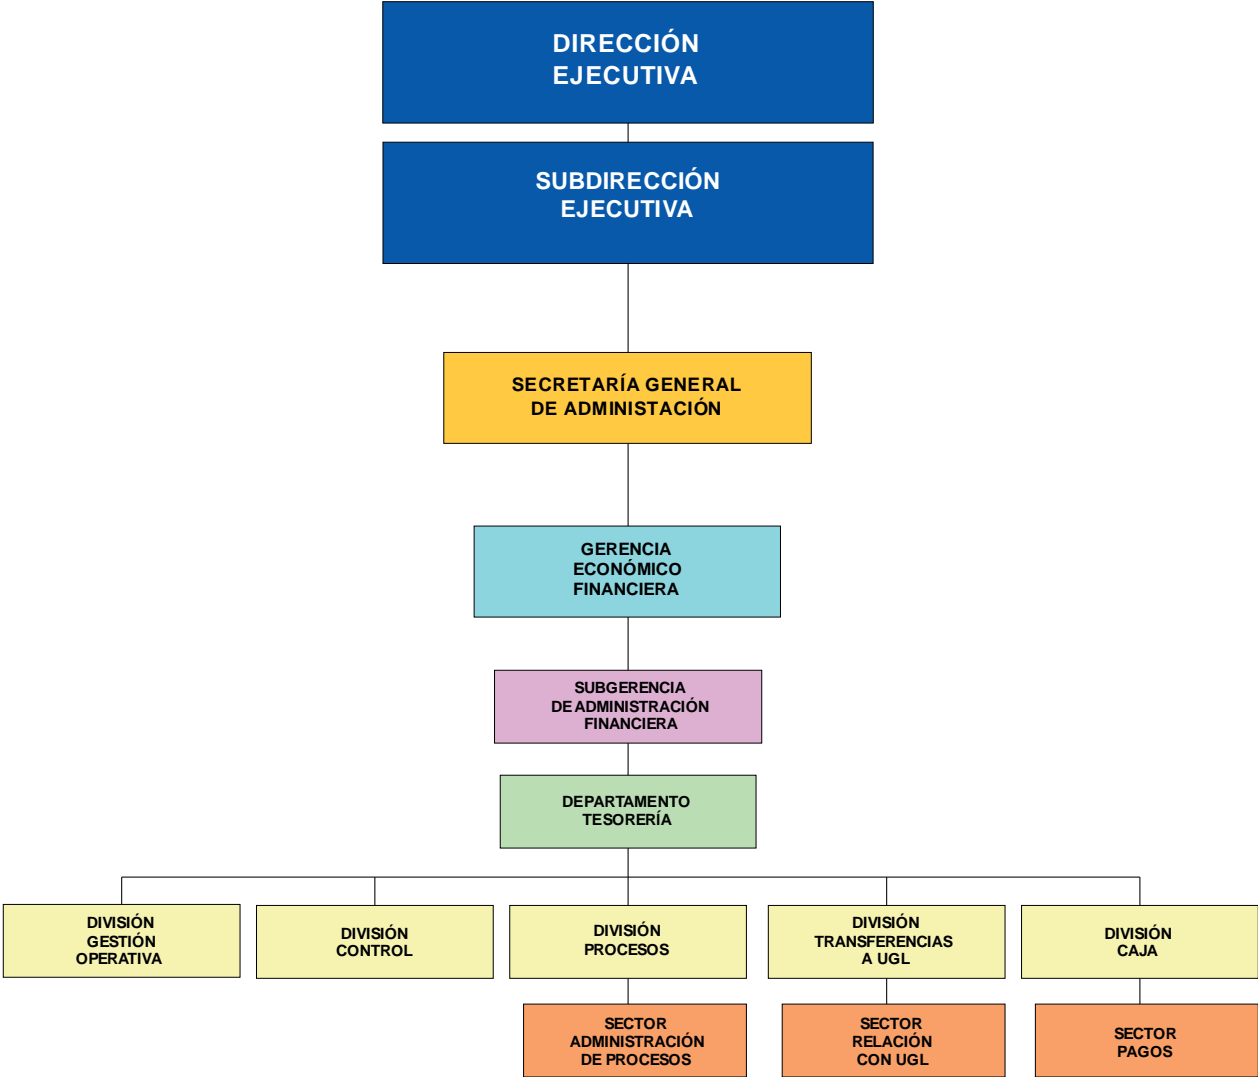 DIRECCIÓN
EJECUTIVA
SUBDIRECCIÓN
EJECUTIVA
SECRETARÍA GENERAL
DE ADMINISTACIÓN
GERENCIA
ECONÓMICO
FINANCIERA
SUBGERENCIA
DE ADMINISTRACIÓN
FINANCIERA
DEPARTAMENTO
TESORERÍA
DIVISIÓN
GESTIÓN
OPERATIVA
DIVISIÓN
CONTROL
DIVISIÓN
PROCESOS
DIVISIÓN
TRANSFERENCIAS
A UGL
DIVISIÓN
CAJA
SECTOR
ADMINISTRACIÓN
DE PROCESOS
SECTOR
RELACIÓN
CON UGL
SECTOR
PAGOS